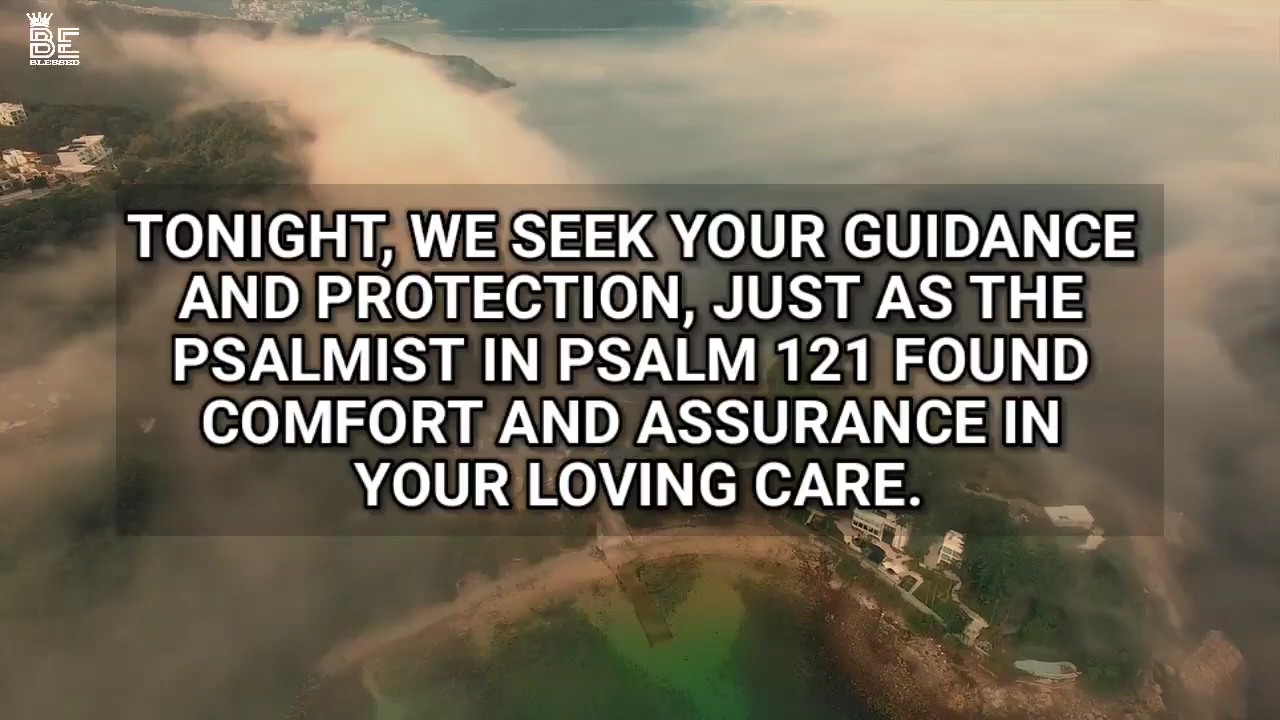 BE
BLESSED
TONIGHT, WE SEEK YOUR GUIDANCE
AND PROTECTION, JUST AS THE
PSALMIST IN PSALM 121 FOUND
COMFORT AND ASSURANCE IN
YOUR LOVING CARE.